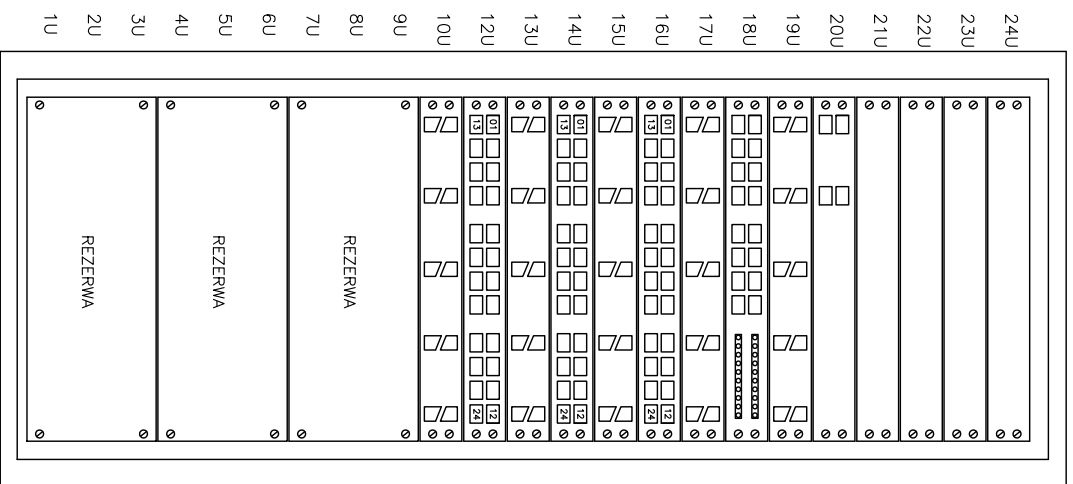 24U
23U
22U
21U
20U
19U
18U
17U
16U
01 12
13 24
15U
14U
01 12
13 24
13U
12U
01 12
13 24
10U
9U
8U
REZERWA
7U
6U
5U
REZERWA
4U
3U
2U
REZERWA
1U